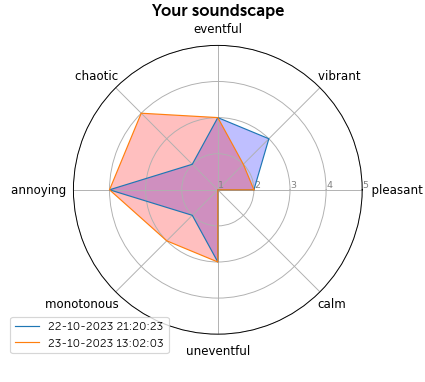 Your soundscape
eventful
chaotic
vibrant
annoying
1
2
3
4
5
pleasant
monotonous
calm
22-10-2023 21:20:23
23-10-2023 13:02:03
uneventful